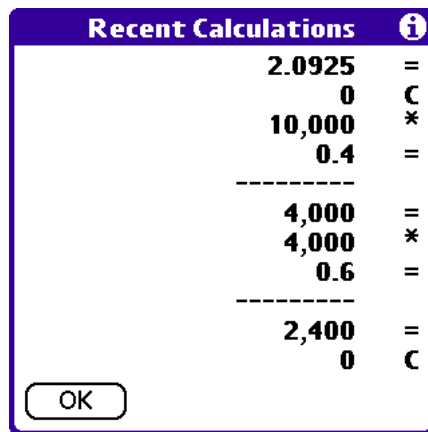 Recent Calculations i
2.0925 =
0 C
10,000 *
0.4 =
---------
4,000 =
4,000 *
0.6 =
---------
2,400 =
0 C
OK